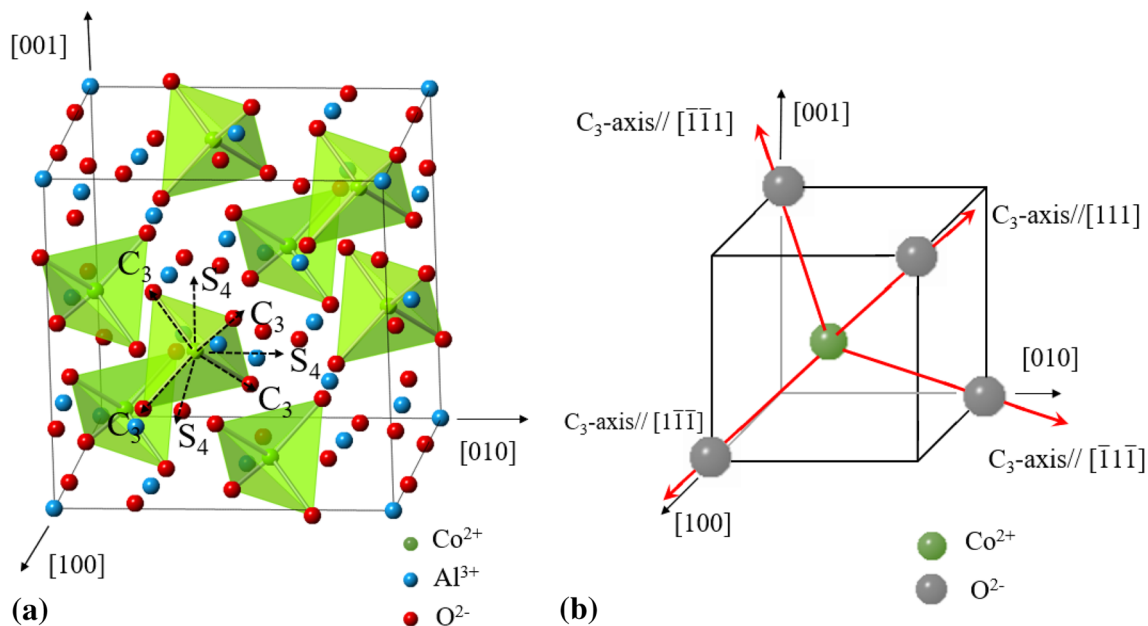 [001]
C₃
S₄
C₃
S₄
C₃
C₃
S₄
[010]
[100]
Co²⁺
Al³⁺
O²⁻
(a)
C₃-axis// [1̅1̅1]
[001]
C₃-axis//[111]
[010]
C₃-axis// [11̅1̅]
C₃-axis// [1̅11̅]
[100]
Co²⁺
O²⁻
(b)